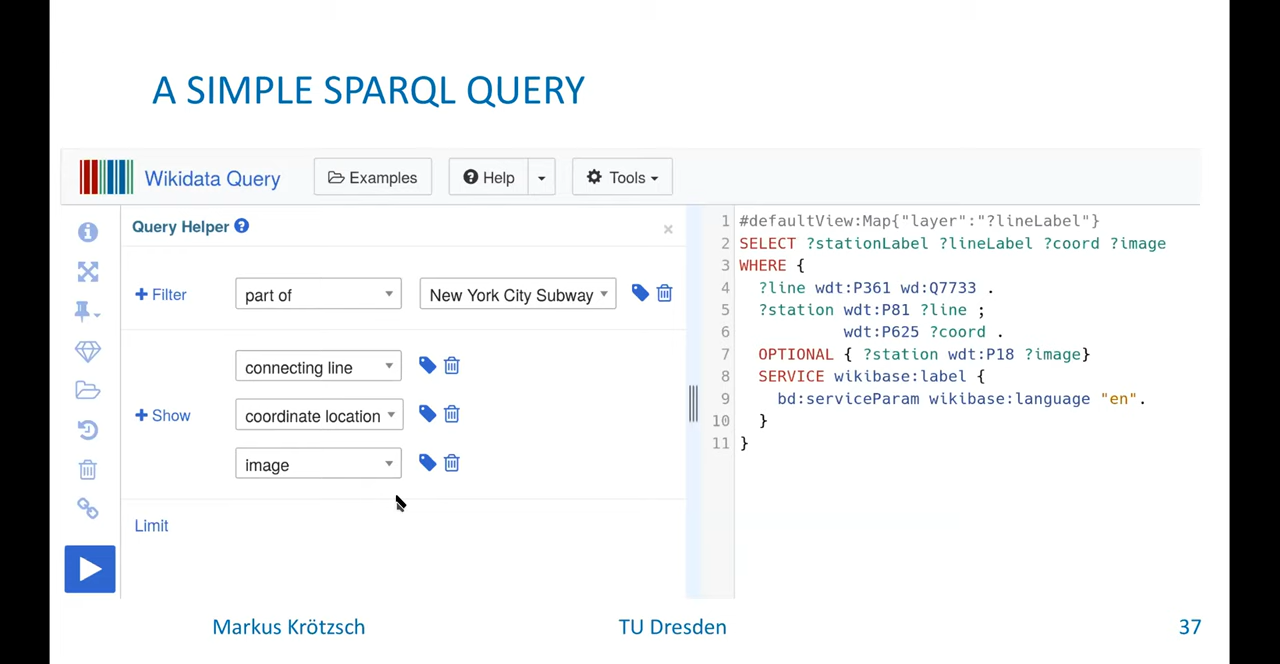 A SIMPLE SPARQL QUERY
Wikidata Query
Examples
Help
Tools
Query Helper
Filter
part of
New York City Subway
connecting line
Show
coordinate location
image
Limit
1 #defaultView:Map{"layer":"?lineLabel"}
2 SELECT ?stationLabel ?lineLabel ?coord ?image
3 WHERE {
4 ?line wdt:P361 wd:Q7733 .
5 ?station wdt:P81 ?line ;
6 wdt:P625 ?coord .
7 OPTIONAL { ?station wdt:P18 ?image}
8 SERVICE wikibase:label {
9 bd:serviceParam wikibase:language "en".
10 }
11 }
Markus Krötzsch
TU Dresden
37